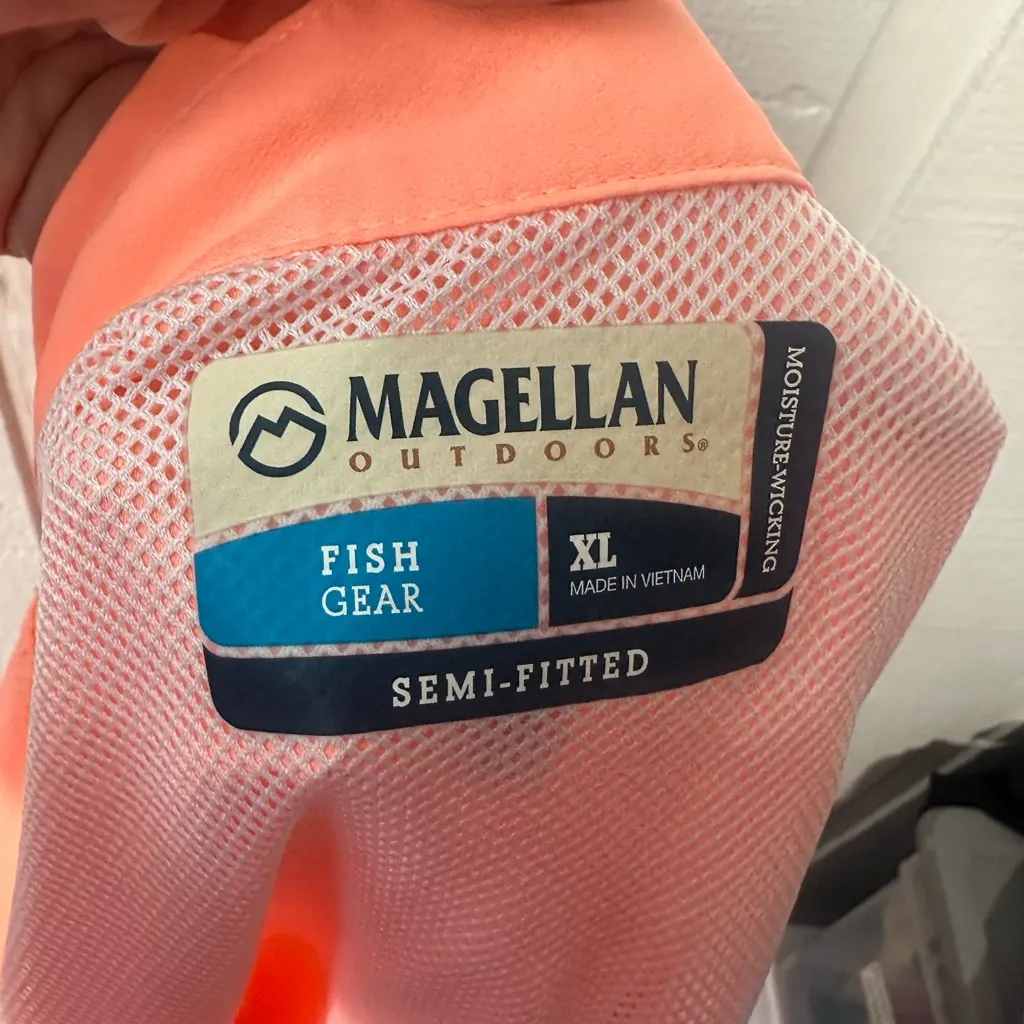 MAGELLAN
OUTDOORS®
MOISTURE-WICKING
FISH
GEAR
XL
MADE IN VIETNAM
SEMI-FITTED